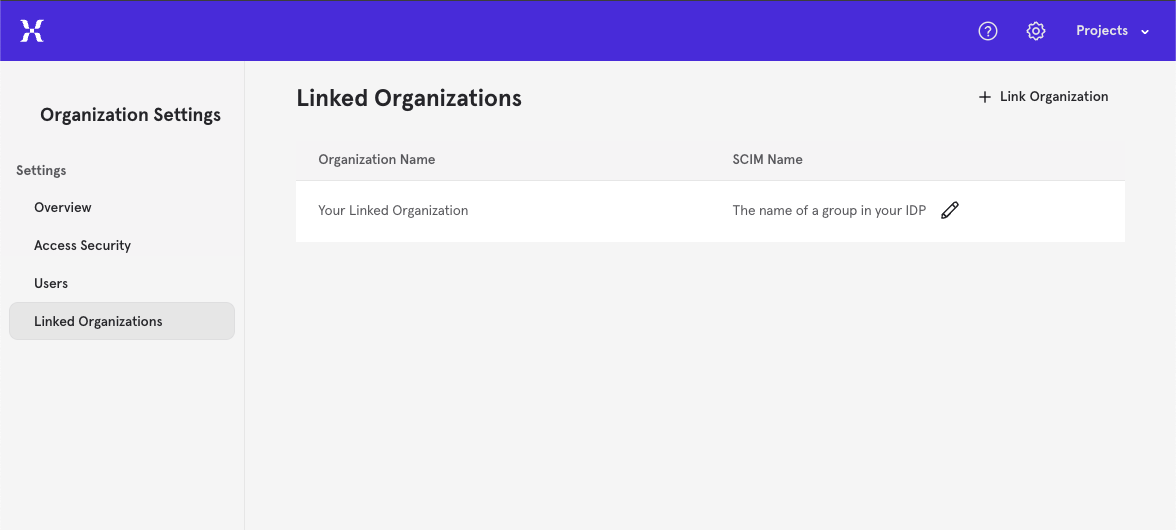 Projects
Organization Settings
Settings
Overview
Access Security
Users
Linked Organizations
Linked Organizations
+ Link Organization
Organization Name SCIM Name
Your Linked Organization The name of a group in your IDP